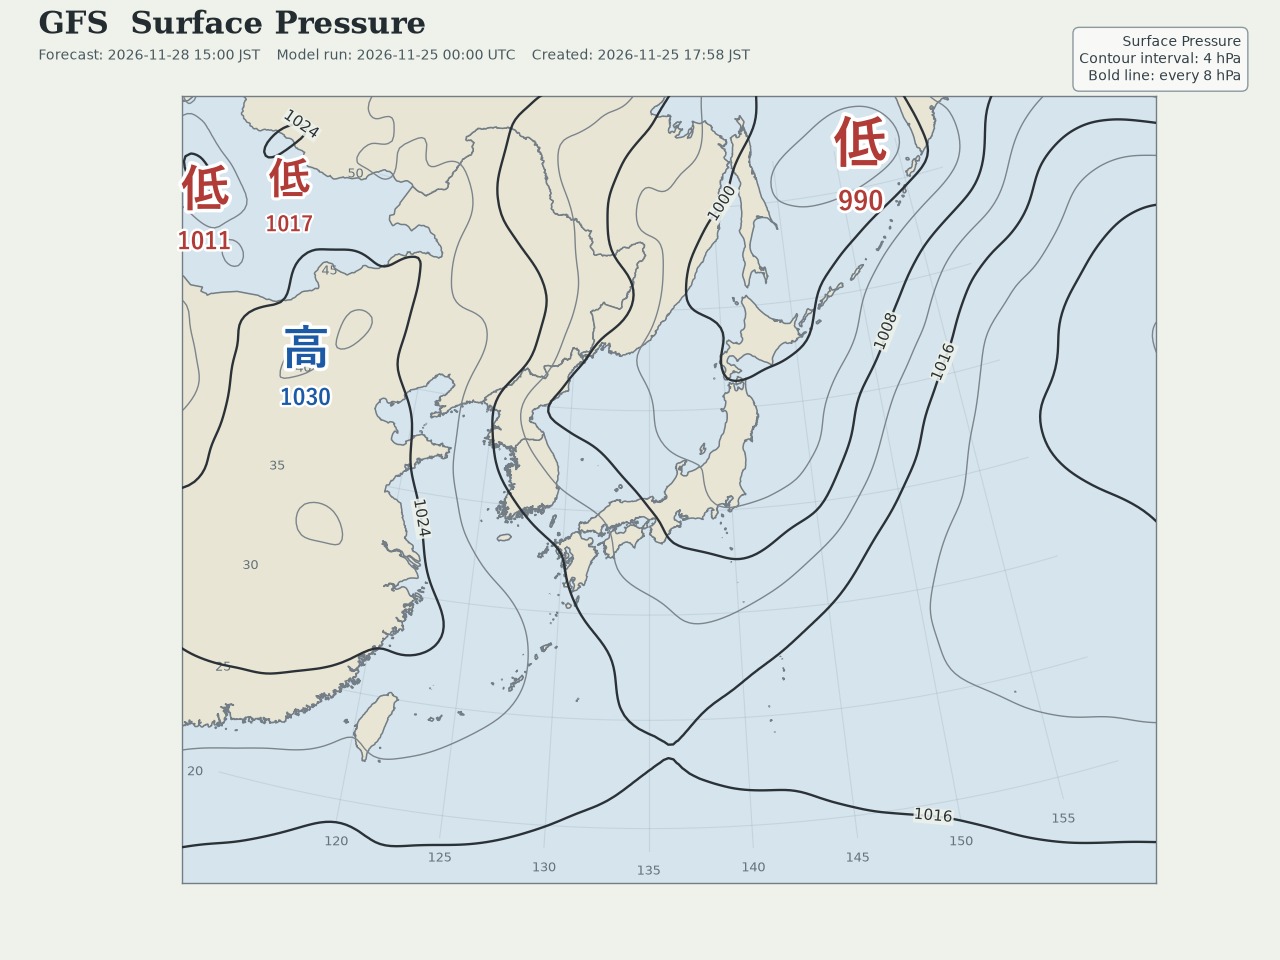 GFS Surface Pressure
Forecast: 2026-11-28 15:00 JST Model run: 2026-11-25 00:00 UTC Created: 2026-11-25 17:58 JST
Surface Pressure
Contour interval: 4 hPa
Bold line: every 8 hPa
1024
低
990
低
1017
低
1011
50
1000
45
高
1030
1008
1016
35
1024
30
25
20
1016
155
120
125
130
135
140
145
150